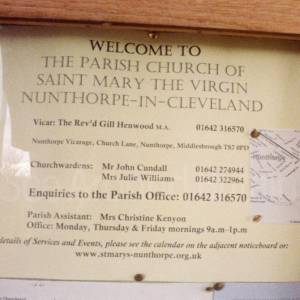 WELCOME TO
THE PARISH CHURCH OF
SAINT MARY THE VIRGIN
NUNTHORPE-IN-CLEVELAND
Vicar: The Rev'd Gill Henwood M.A. 01642 316570
Nunthorpe Vicarage, Church Lane, Nunthorpe, Middlesbrough TS7 0PD
Churchwardens: Mr John Cundall 01642 274944
Mrs Julie Williams 01642 322964
Enquiries to the Parish Office: 01642 316570
Parish Assistant: Mrs Christine Kenyon
Office: Monday, Thursday & Friday mornings 9a.m-1p.m
details of Services and Events, please see the calendar on the adjacent noticeboard or:
www.stmarys-nunthorpe.org.uk
Nunthorpe